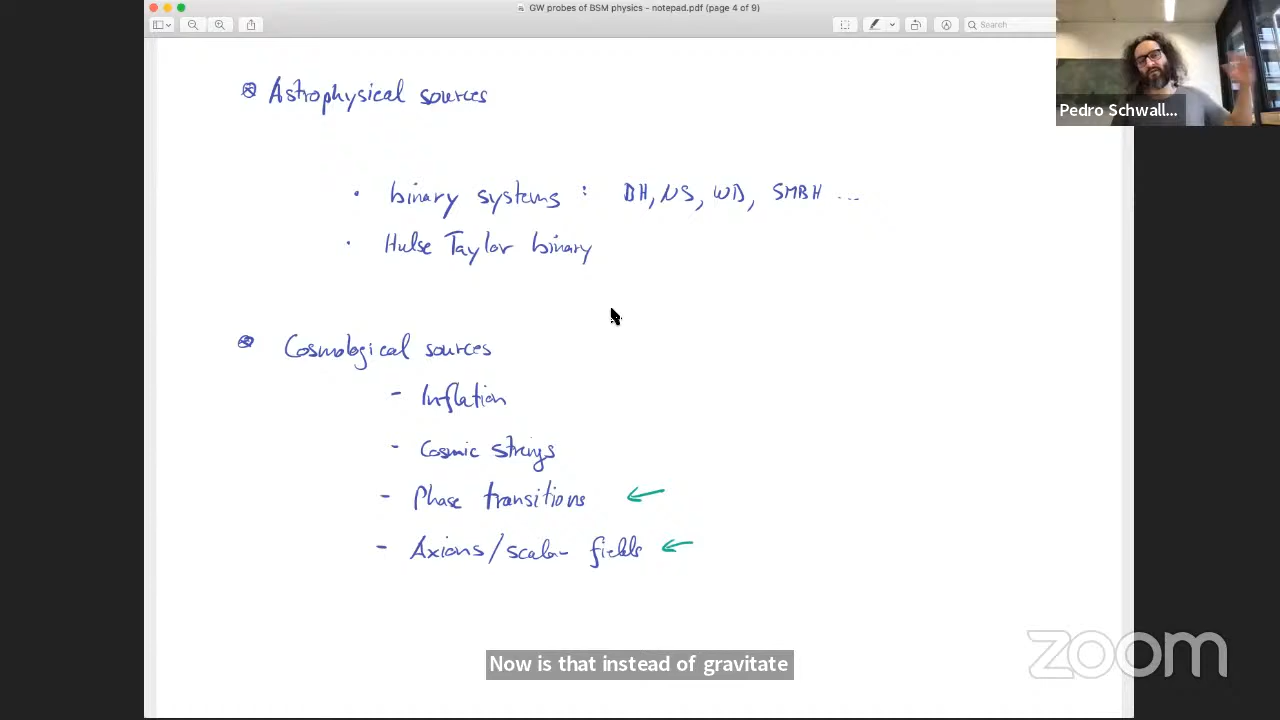 GW probes of BSM physics - notepad.pdf (page 4 of 9)
Search
Pedro Schwall...
Astrophysical sources
• binary systems : BH, NS, WD, SMBH ...
• Hulse Taylor binary
Cosmological sources
- Inflation
- Cosmic strings
- Phase transitions ←
- Axions/scalar fields ←
Now is that instead of gravitate
zoom